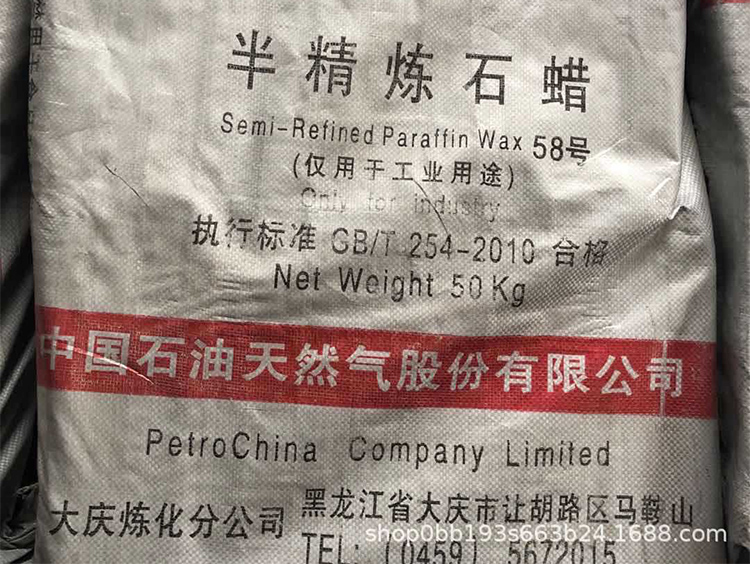 半精炼石蜡
Semi-Refined Paraffin Wax 58号
(仅用于工业用途)
Only for industry
执行标准 GB/T 254-2010 合格
Net Weight 50Kg
中国石油天然气股份有限公司
PetroChina Company Limited
大庆炼化分公司
黑龙江省大庆市让胡路区马鞍山
TEL: (0459) 5672015
shop0bb193s663b24.1688.com